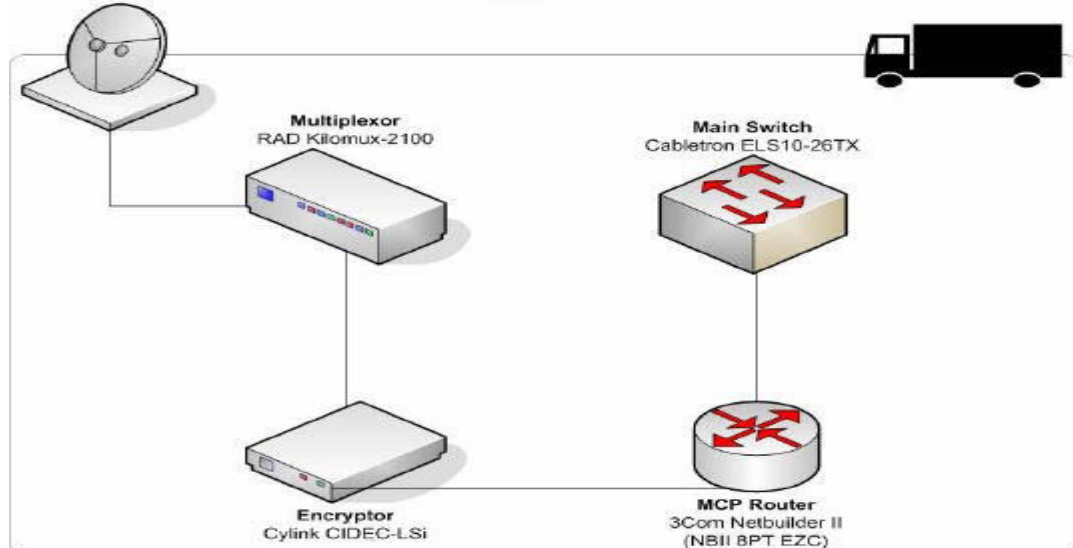 Multiplexor
RAD Kilomux-2100
Main Switch
Cabletron ELS10-26TX
Encryptor
Cylink CIDEC-LSi
MCP Router
3Com Netbuilder II
(NBII 8PT EZC)